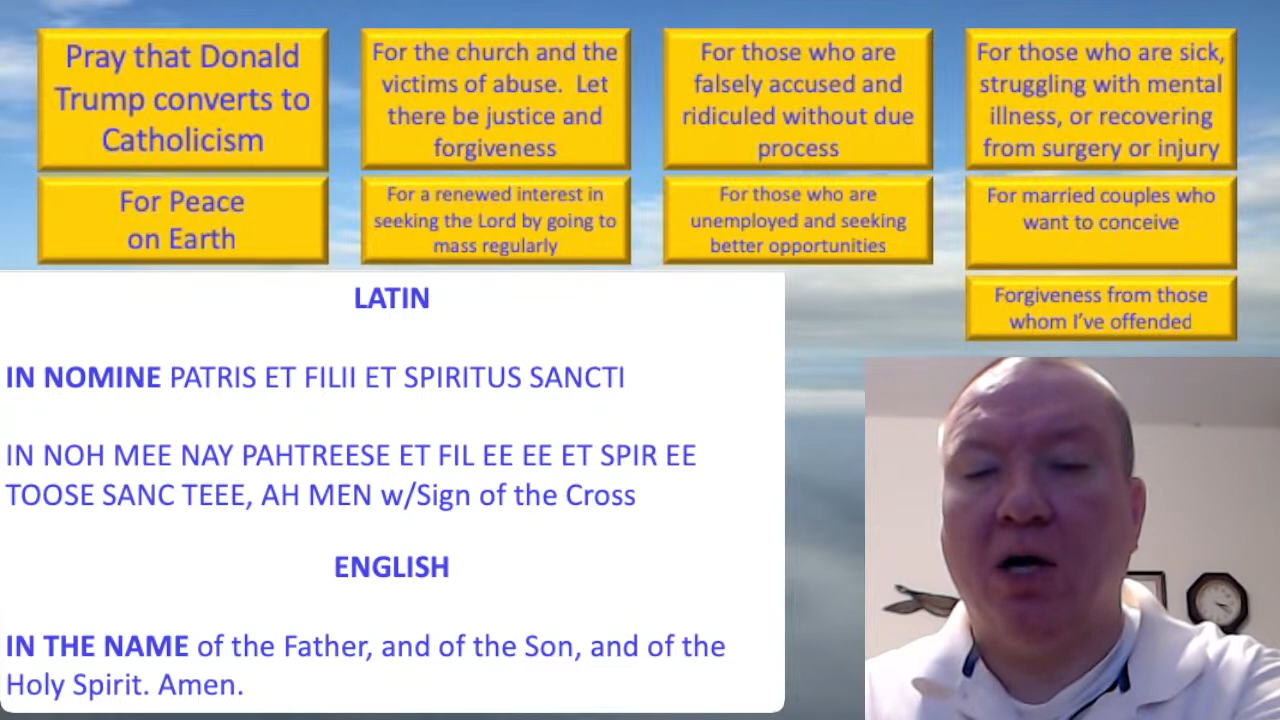 Pray that Donald
Trump converts to
Catholicism
For the church and the
victims of abuse.  Let
there be justice and
forgiveness
For those who are
falsely accused and
ridiculed without due
process
For those who are sick,
struggling with mental
illness, or recovering
from surgery or injury
For Peace
on Earth
For a renewed interest in
seeking the Lord by going to
mass regularly
For those who are
unemployed and seeking
better opportunities
For married couples who
want to conceive
Forgiveness from those
whom I've offended
LATIN
IN NOMINE PATRIS ET FILII ET SPIRITUS SANCTI
IN NOH MEE NAY PAHTREESE ET FIL EE EE ET SPIR EE
TOOSE SANC TEEE, AH MEN w/Sign of the Cross
ENGLISH
IN THE NAME of the Father, and of the Son, and of the
Holy Spirit. Amen.